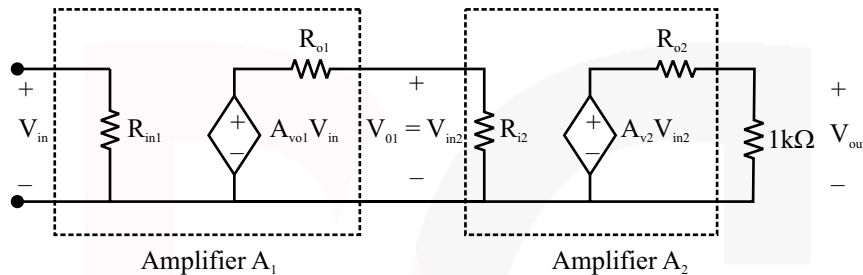 R_o1
R_o2
+
V_in
−
R_in1
+
−
A_vo1 V_in
+
V_01 = V_in2
−
R_i2
+
−
A_v2 V_in2
1kΩ
+
V_ou
−
Amplifier A_1
Amplifier A_2